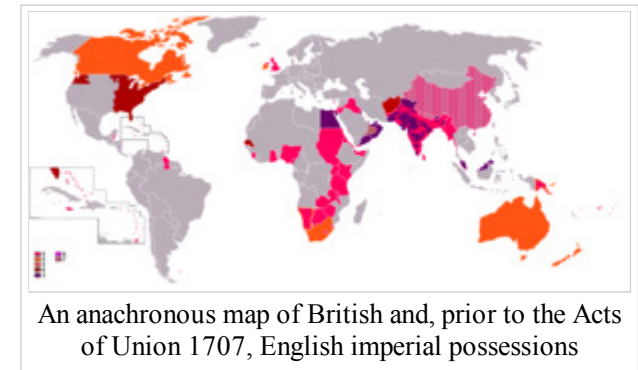 An anachronous map of British and, prior to the Acts
of Union 1707, English imperial possessions